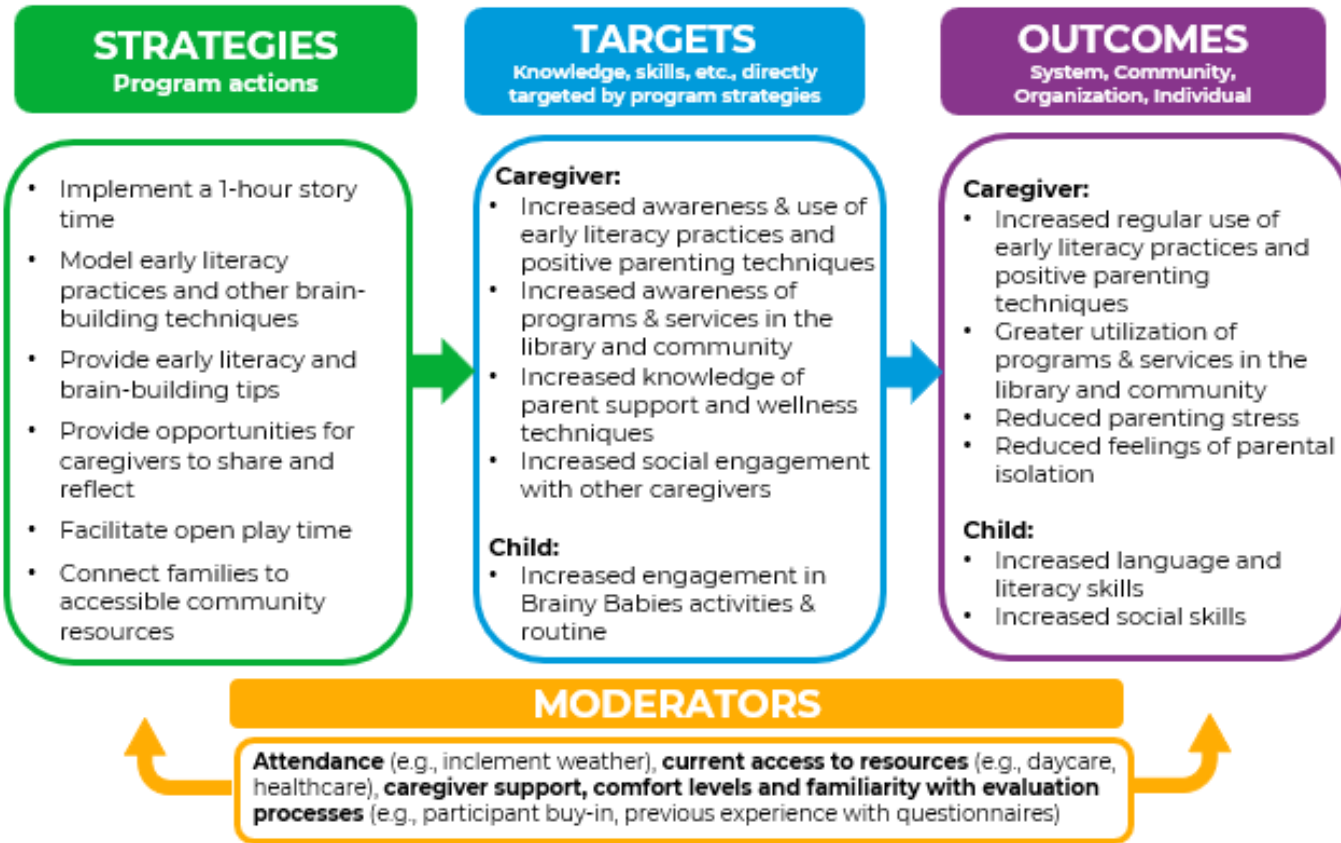 STRATEGIES
Program actions
• Implement a 1-hour story
time
• Model early literacy
practices and other brain-
building techniques
• Provide early literacy and
brain-building tips
• Provide opportunities for
caregivers to share and
reflect
• Facilitate open play time
• Connect families to
accessible community
resources
TARGETS
Knowledge, skills, etc., directly
targeted by program strategies
Caregiver:
• Increased awareness & use of
early literacy practices and
positive parenting techniques
• Increased awareness of
programs & services in the
library and community
• Increased knowledge of
parent support and wellness
techniques
• Increased social engagement
with other caregivers
Child:
• Increased engagement in
Brainy Babies activities &
routine
OUTCOMES
System, Community,
Organization, Individual
Caregiver:
• Increased regular use of
early literacy practices and
positive parenting
techniques
• Greater utilization of
programs & services in the
library and community
• Reduced parenting stress
• Reduced feelings of parental
isolation
Child:
• Increased language and
literacy skills
• Increased social skills
MODERATORS
Attendance (e.g., inclement weather), current access to resources (e.g., daycare,
healthcare), caregiver support, comfort levels and familiarity with evaluation
processes (e.g., participant buy-in, previous experience with questionnaires)